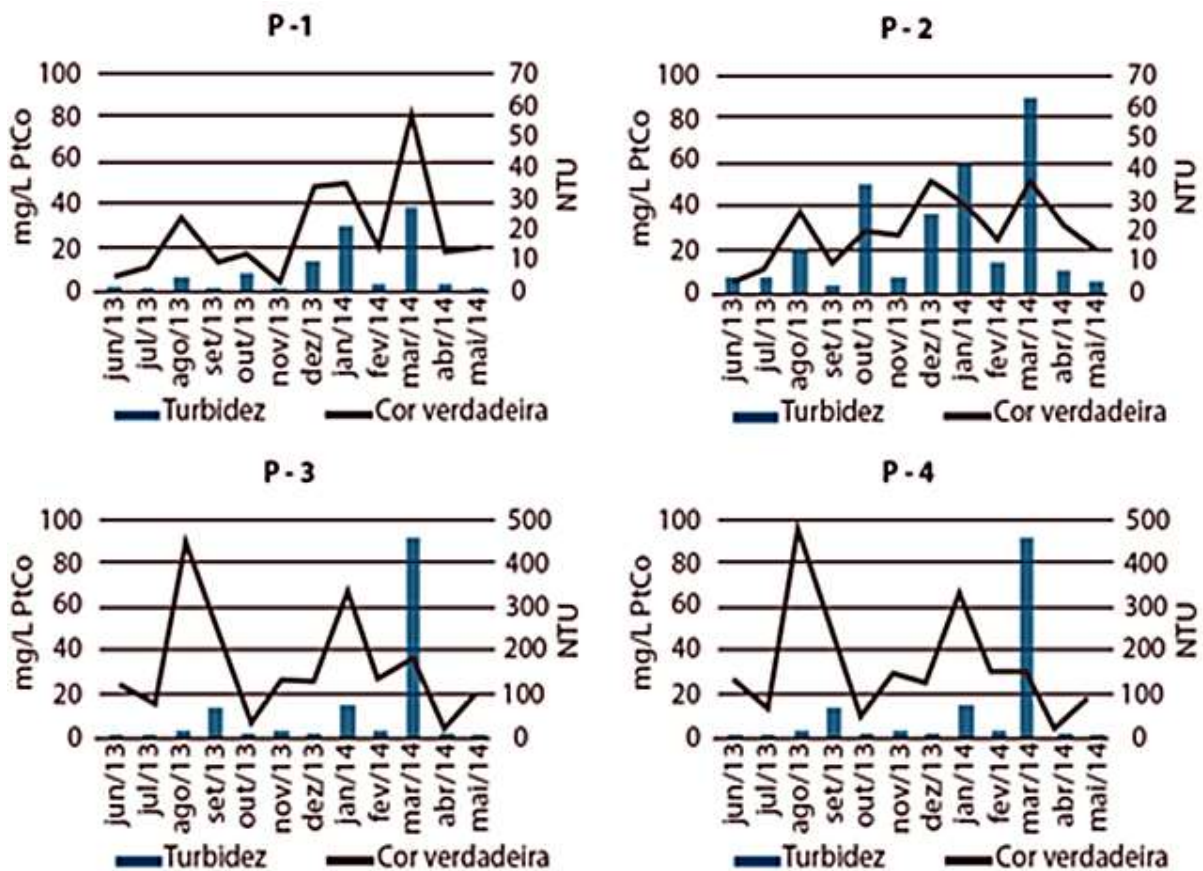 P -1
mg/L PtCo
100
80
60
40
20
0
70
60
50
40
30
20
10
0
NTU
jun/13
jul/13
ago/13
set/13
out/13
nov/13
dez/13
jan/14
fev/14
mar/14
abr/14
mai/14
Turbidez Cor verdadeira
P - 2
mg/L PtCo
100
80
60
40
20
0
70
60
50
40
30
20
10
0
NTU
jun/13
jul/13
ago/13
set/13
out/13
nov/13
dez/13
jan/14
fev/14
mar/14
abr/14
mai/14
Turbidez Cor verdadeira
P - 3
mg/L PtCo
100
80
60
40
20
0
500
400
300
200
100
0
NTU
jun/13
jul/13
ago/13
set/13
out/13
nov/13
dez/13
jan/14
fev/14
mar/14
abr/14
mai/14
Turbidez Cor verdadeira
P - 4
mg/L PtCo
100
80
60
40
20
0
500
400
300
200
100
0
NTU
jun/13
jul/13
ago/13
set/13
out/13
nov/13
dez/13
jan/14
fev/14
mar/14
abr/14
mai/14
Turbidez Cor verdadeira